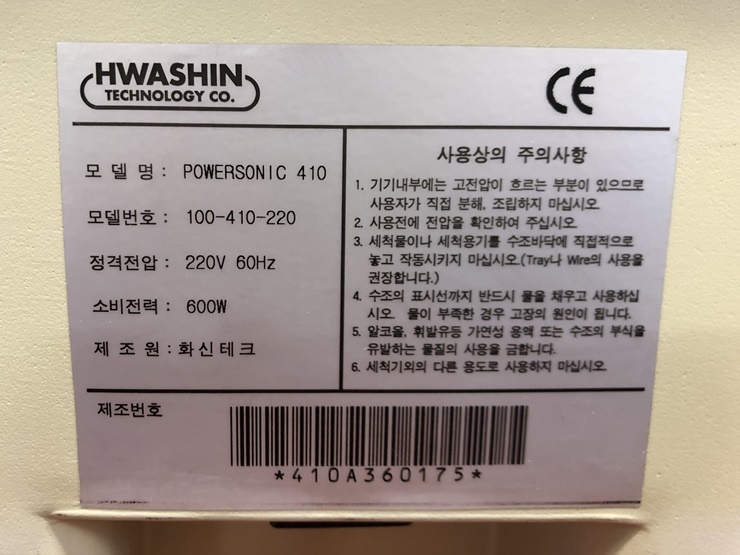 HWASHIN
TECHNOLOGY CO.
CE
모 델 명 : POWERSONIC 410
모델번호 : 100-410-220
정격전압 : 220V 60Hz
소비전력 : 600W
제 조 원 : 화신테크
사용상의 주의사항
1. 기기내부에는 고전압이 흐르는 부분이 있으므로
사용자가 직접 분해, 조립하지 마십시오.
2. 사용전에 전압을 확인하여 주십시오.
3. 세척물이나 세척용기를 수조바닥에 직접적으로
놓고 작동시키지 마십시오.(Tray나 Wire의 사용을
권장합니다.)
4. 수조의 표시선까지 반드시 물을 채우고 사용하십
시오. 물이 부족한 경우 고장의 원인이 됩니다.
5. 알코올, 휘발유등 가연성 용액 또는 수조의 부식을
유발하는 물질의 사용을 금합니다.
6. 세척기외의 다른 용도로 사용하지 마십시오.
제조번호
*410A360175*